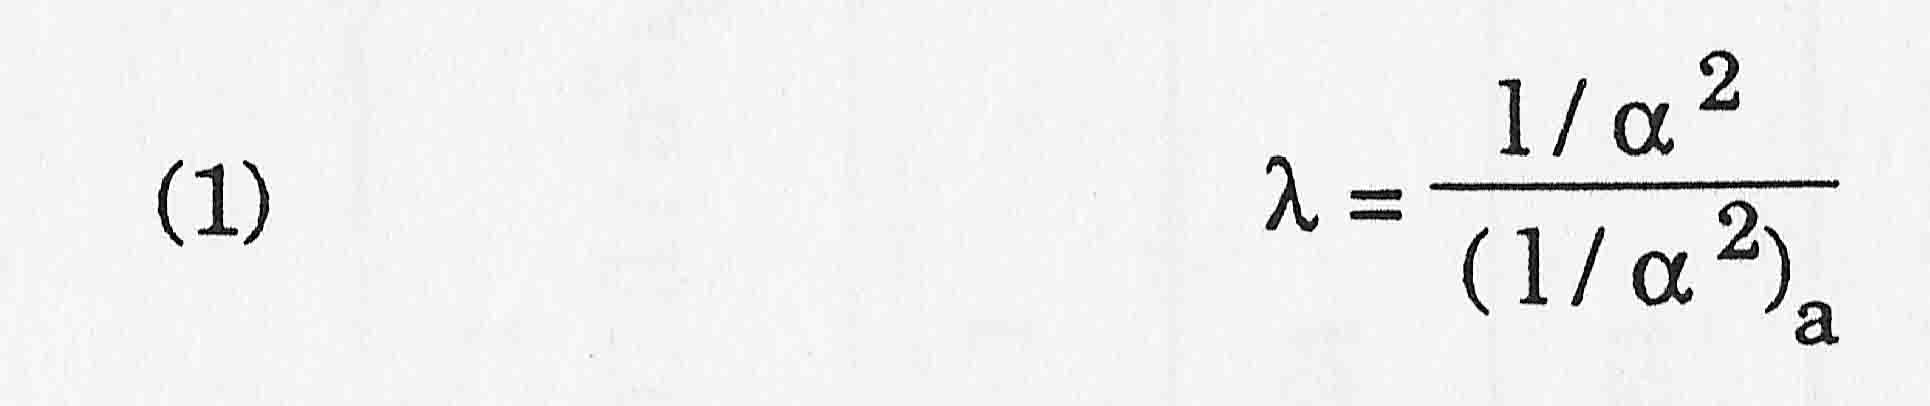 (1) λ = 1/α²
(1/α²)ₐ